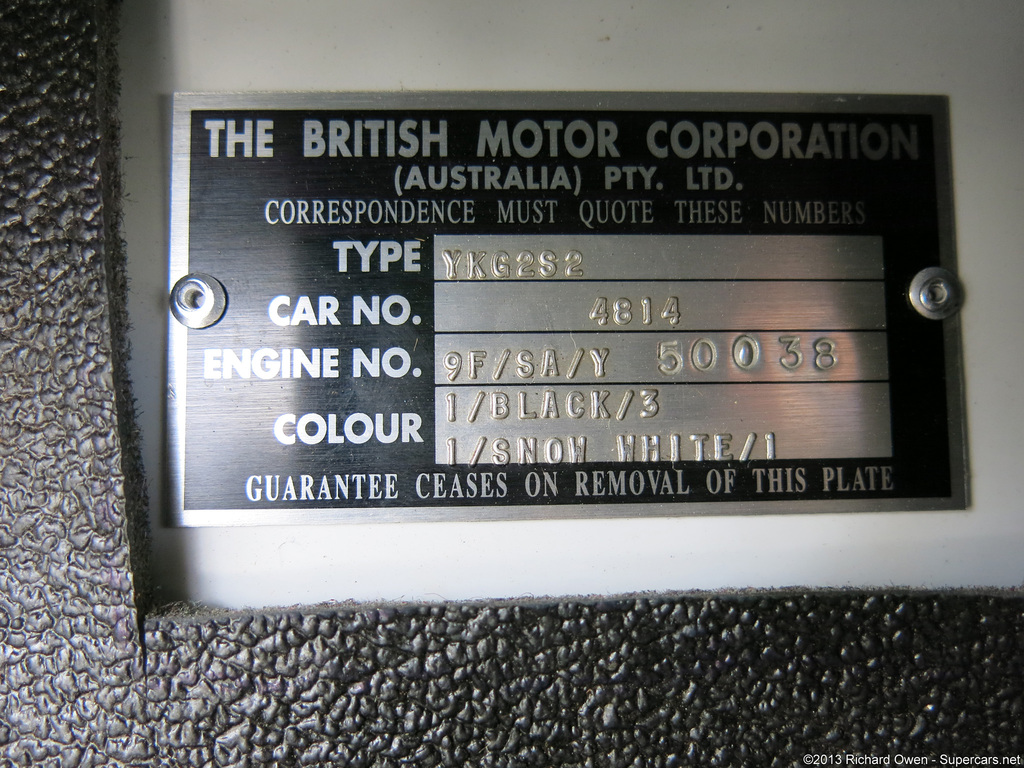 THE BRITISH MOTOR CORPORATION
(AUSTRALIA) PTY. LTD.
CORRESPONDENCE MUST QUOTE THESE NUMBERS
TYPE YKG2S2
CAR NO. 4814
ENGINE NO. 9F/SA/Y 50038
COLOUR 1/BLACK/3
1/SNOW WHITE/1
GUARANTEE CEASES ON REMOVAL OF THIS PLATE
©2013 Richard Owen - Supercars.net